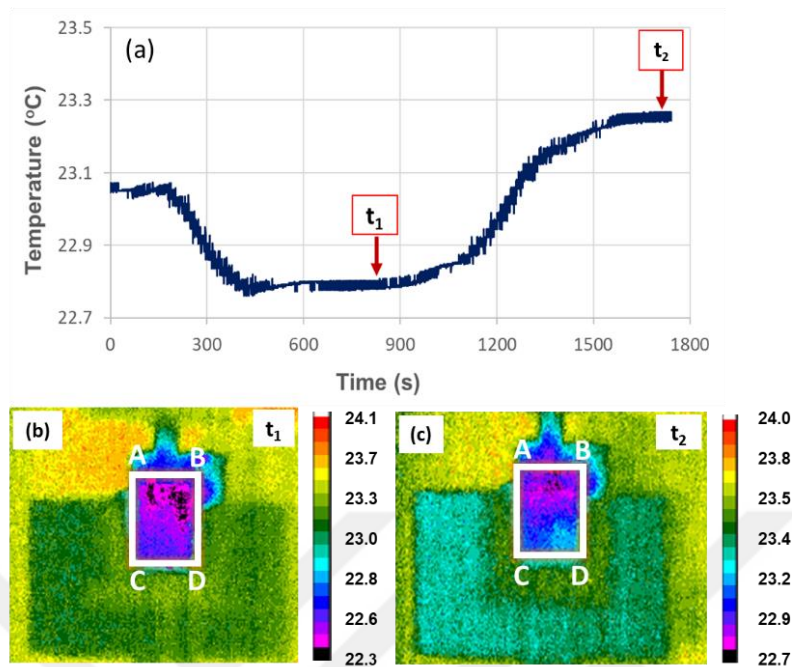 (a)
Temperature (°C)
23.5
23.3
23.1
22.9
22.7
t₁
t₂
0 300 600 900 1200 1500 1800
Time (s)
(b)
t₁
A B
C D
24.1
23.7
23.3
23.0
22.8
22.6
22.3
(c)
t₂
A B
C D
24.0
23.8
23.5
23.4
23.2
22.9
22.7